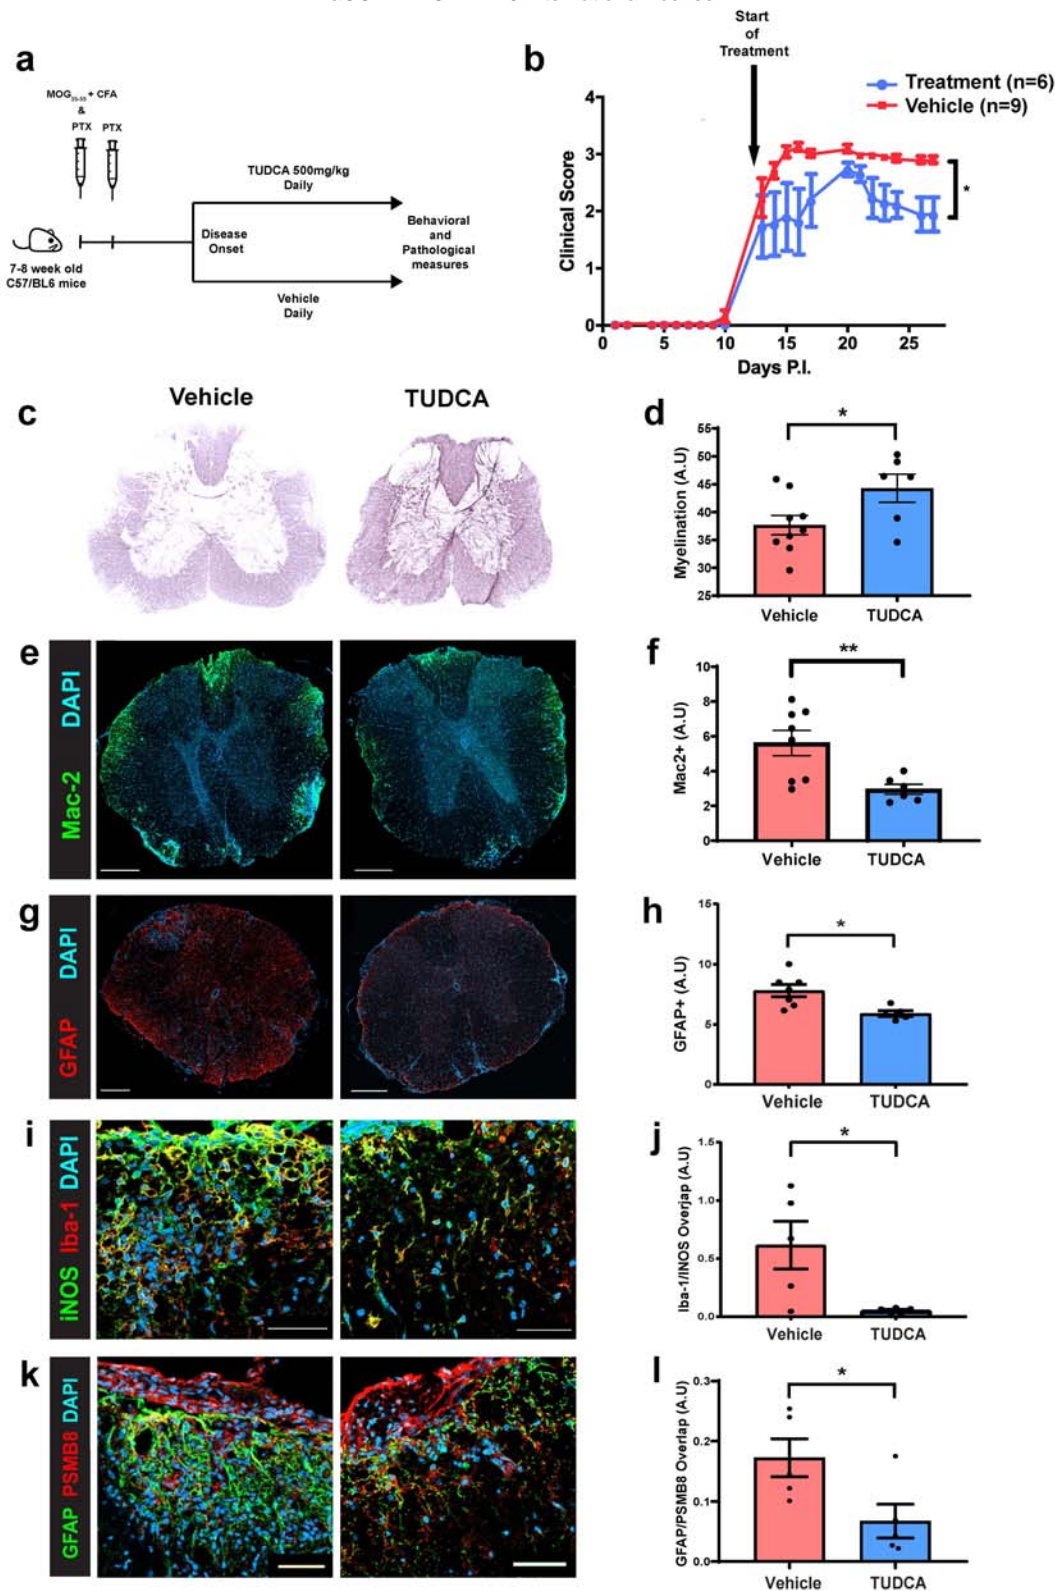 a
MOG35-55 + CFA
&
PTX PTX
7-8 week old
C57/BL6 mice
Disease
Onset
TUDCA 500mg/kg
Daily
Vehicle
Daily
Behavioral
and
Pathological
measures
b
Start
of
Treatment
Treatment (n=6)
Vehicle (n=9)
Clinical Score
4
3
2
1
0
0 5 10 15 20 25
Days P.I.
*
c
Vehicle TUDCA
d
*
Myelination (A.U)
55
50
45
40
35
30
25
Vehicle TUDCA
e
Mac-2 DAPI
f
**
Mac2+ (A.U)
10
8
6
4
2
0
Vehicle TUDCA
g
GFAP DAPI
h
*
GFAP+ (A.U)
15
10
5
0
Vehicle TUDCA
i
iNOS Iba-1 DAPI
j
*
Iba-1/iNOS Overjap (A.U)
1.5
1.0
0.5
0.0
Vehicle TUDCA
k
GFAP PSMB8 DAPI
l
*
GFAP/PSMB8 Overlap (A.U)
0.3
0.2
0.1
0.0
Vehicle TUDCA